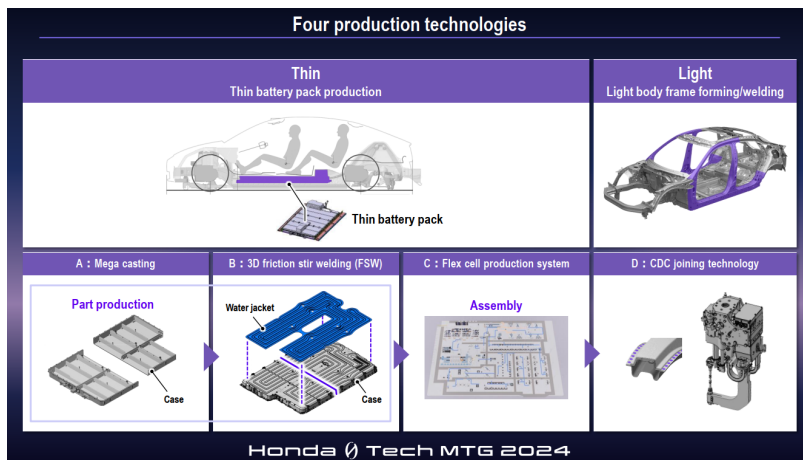 Four production technologies
Thin
Thin battery pack production
Light
Light body frame forming/welding
Thin battery pack
A：Mega casting
B：3D friction stir welding (FSW)
C：Flex cell production system
D：CDC joining technology
Part production
Case
Water jacket
Case
Assembly
Honda 0 Tech MTG 2024